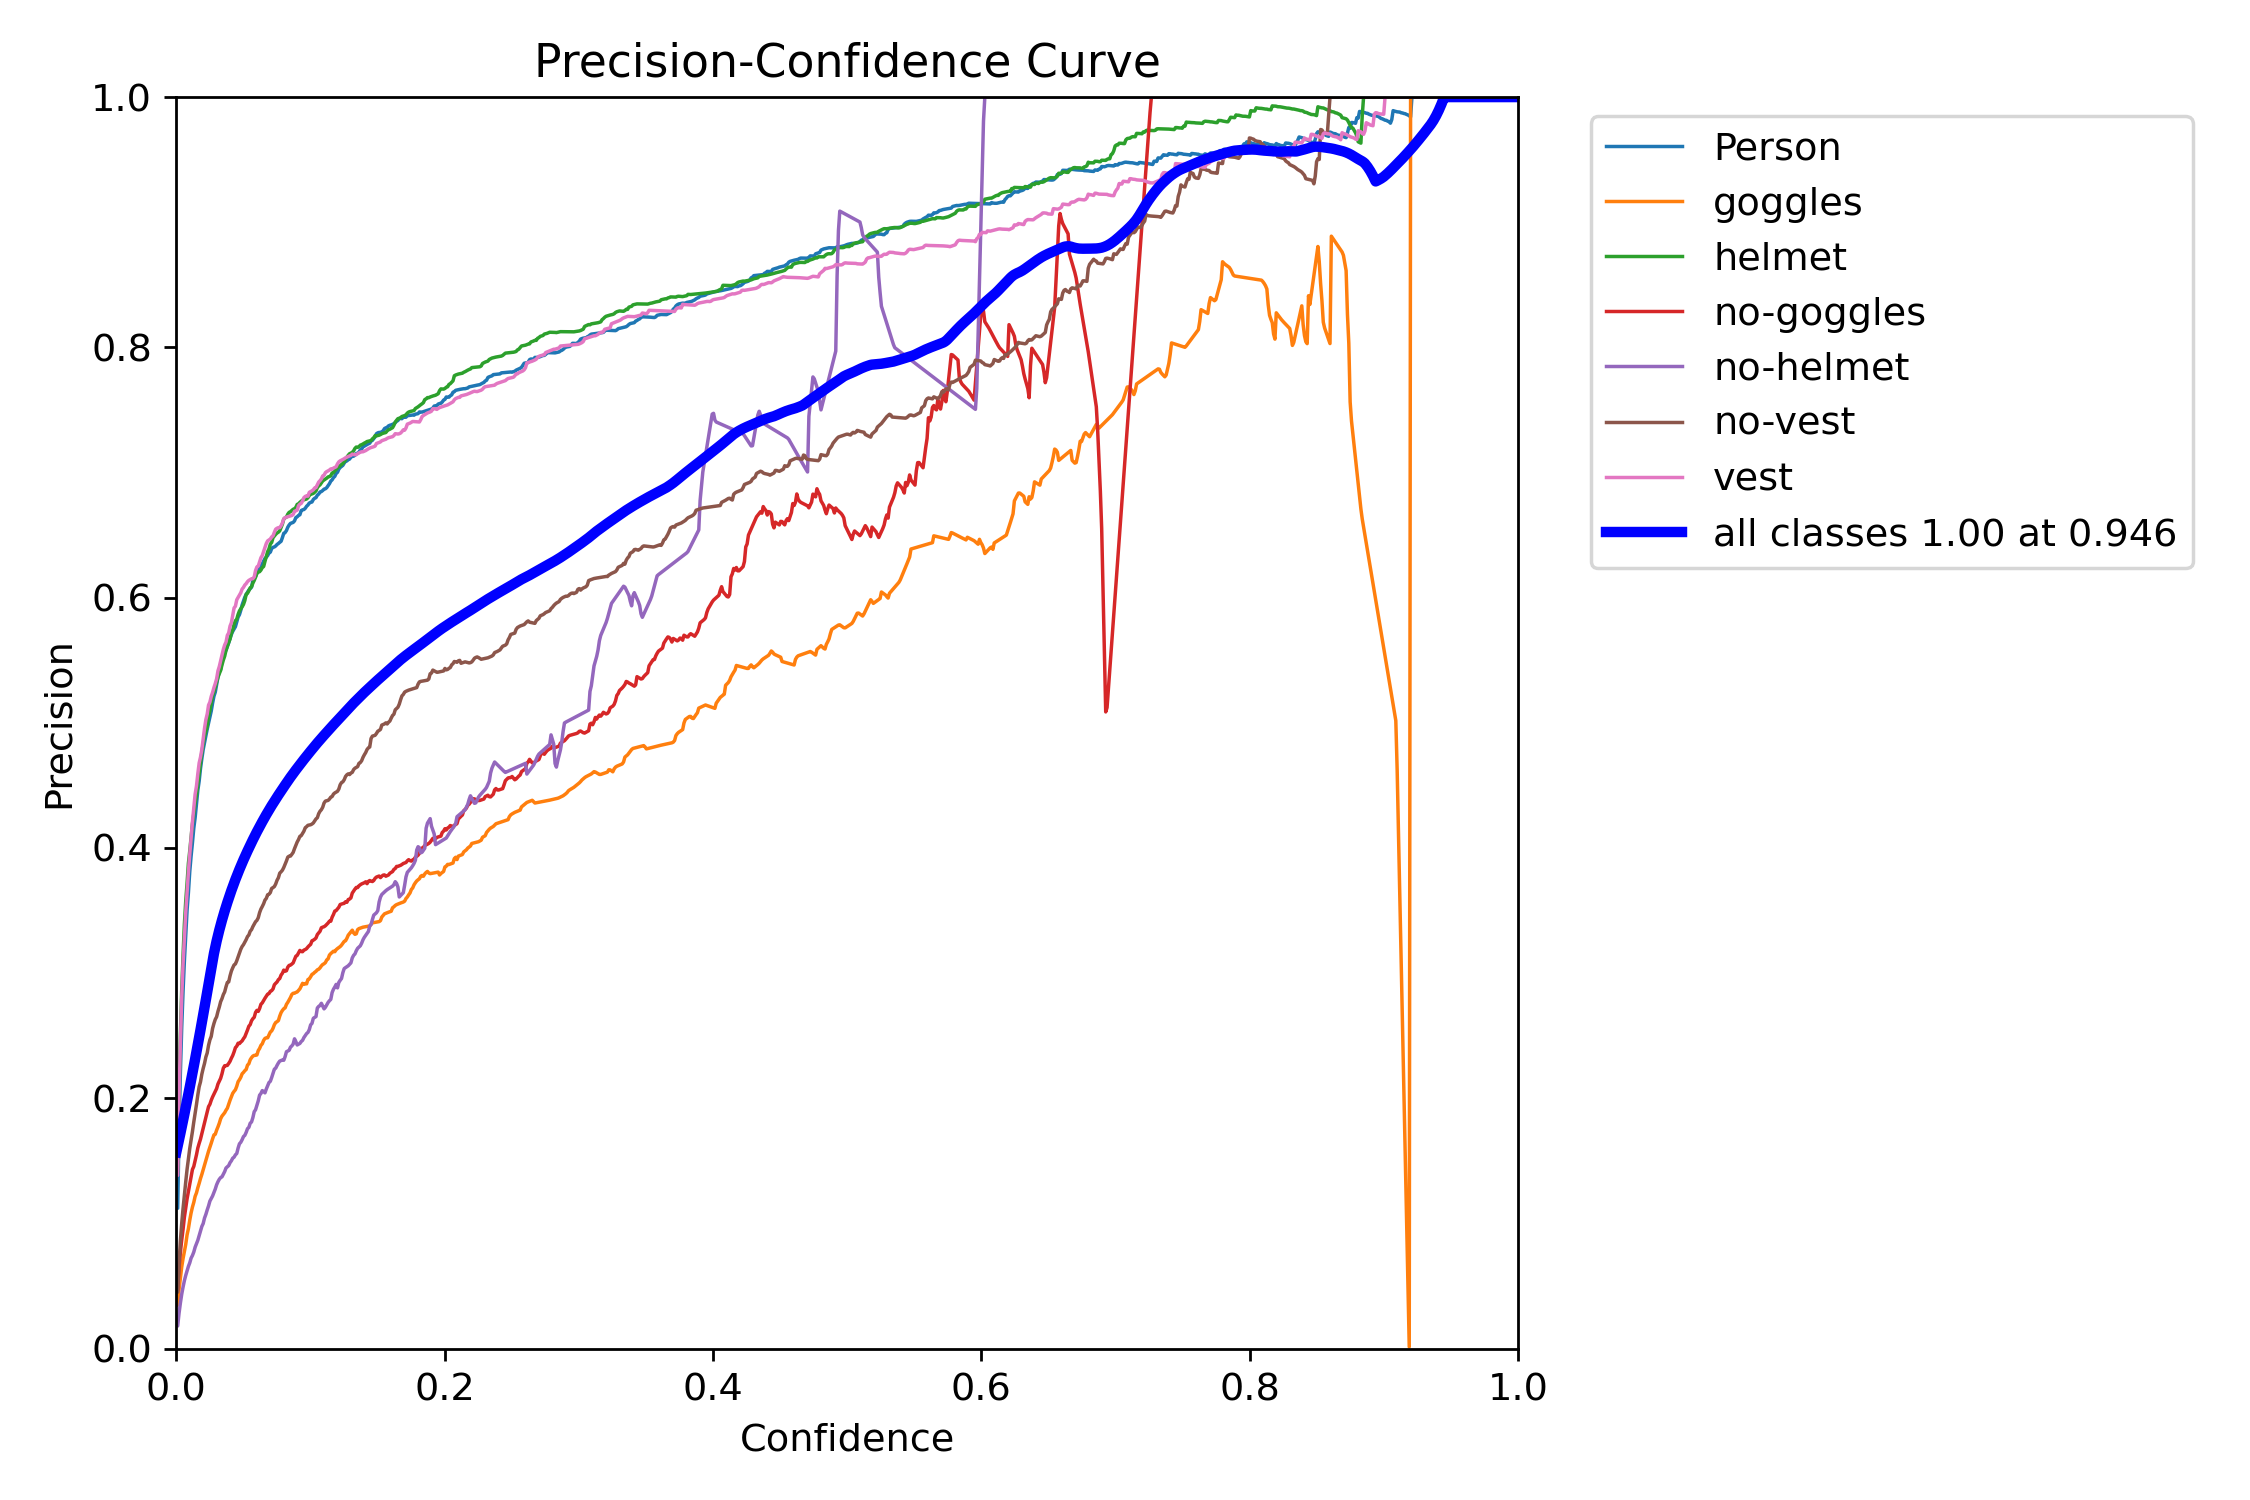 Precision-Confidence Curve
1.0
0.8
0.6
0.4
0.2
0.0
Precision
0.0 0.2 0.4 0.6 0.8 1.0
Confidence
Person
goggles
helmet
no-goggles
no-helmet
no-vest
vest
all classes 1.00 at 0.946